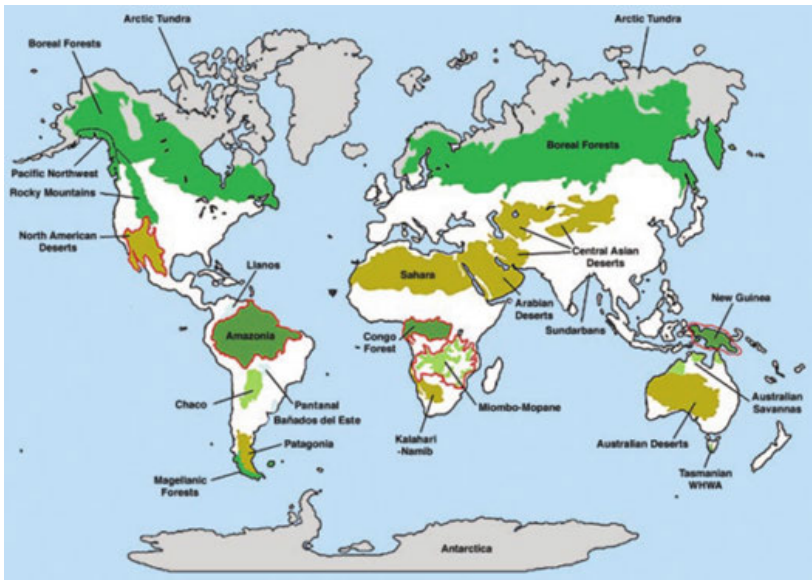 Arctic Tundra
Arctic Tundra
Boreal Forests
Boreal Forests
Pacific Northwest
Rocky Mountains
North American
Deserts
Central Asian
Deserts
Llanos
Sahara
Arabian
Deserts
Sundarbans
New Guinea
Amazonia
Congo
Forest
Chaco
Pantanal
Bañados del Este
Miombo-Mopane
Australian
Savannas
Patagonia
Kalahari
-Namib
Australian Deserts
Magellanic
Forests
Tasmanian
WHWA
Antarctica